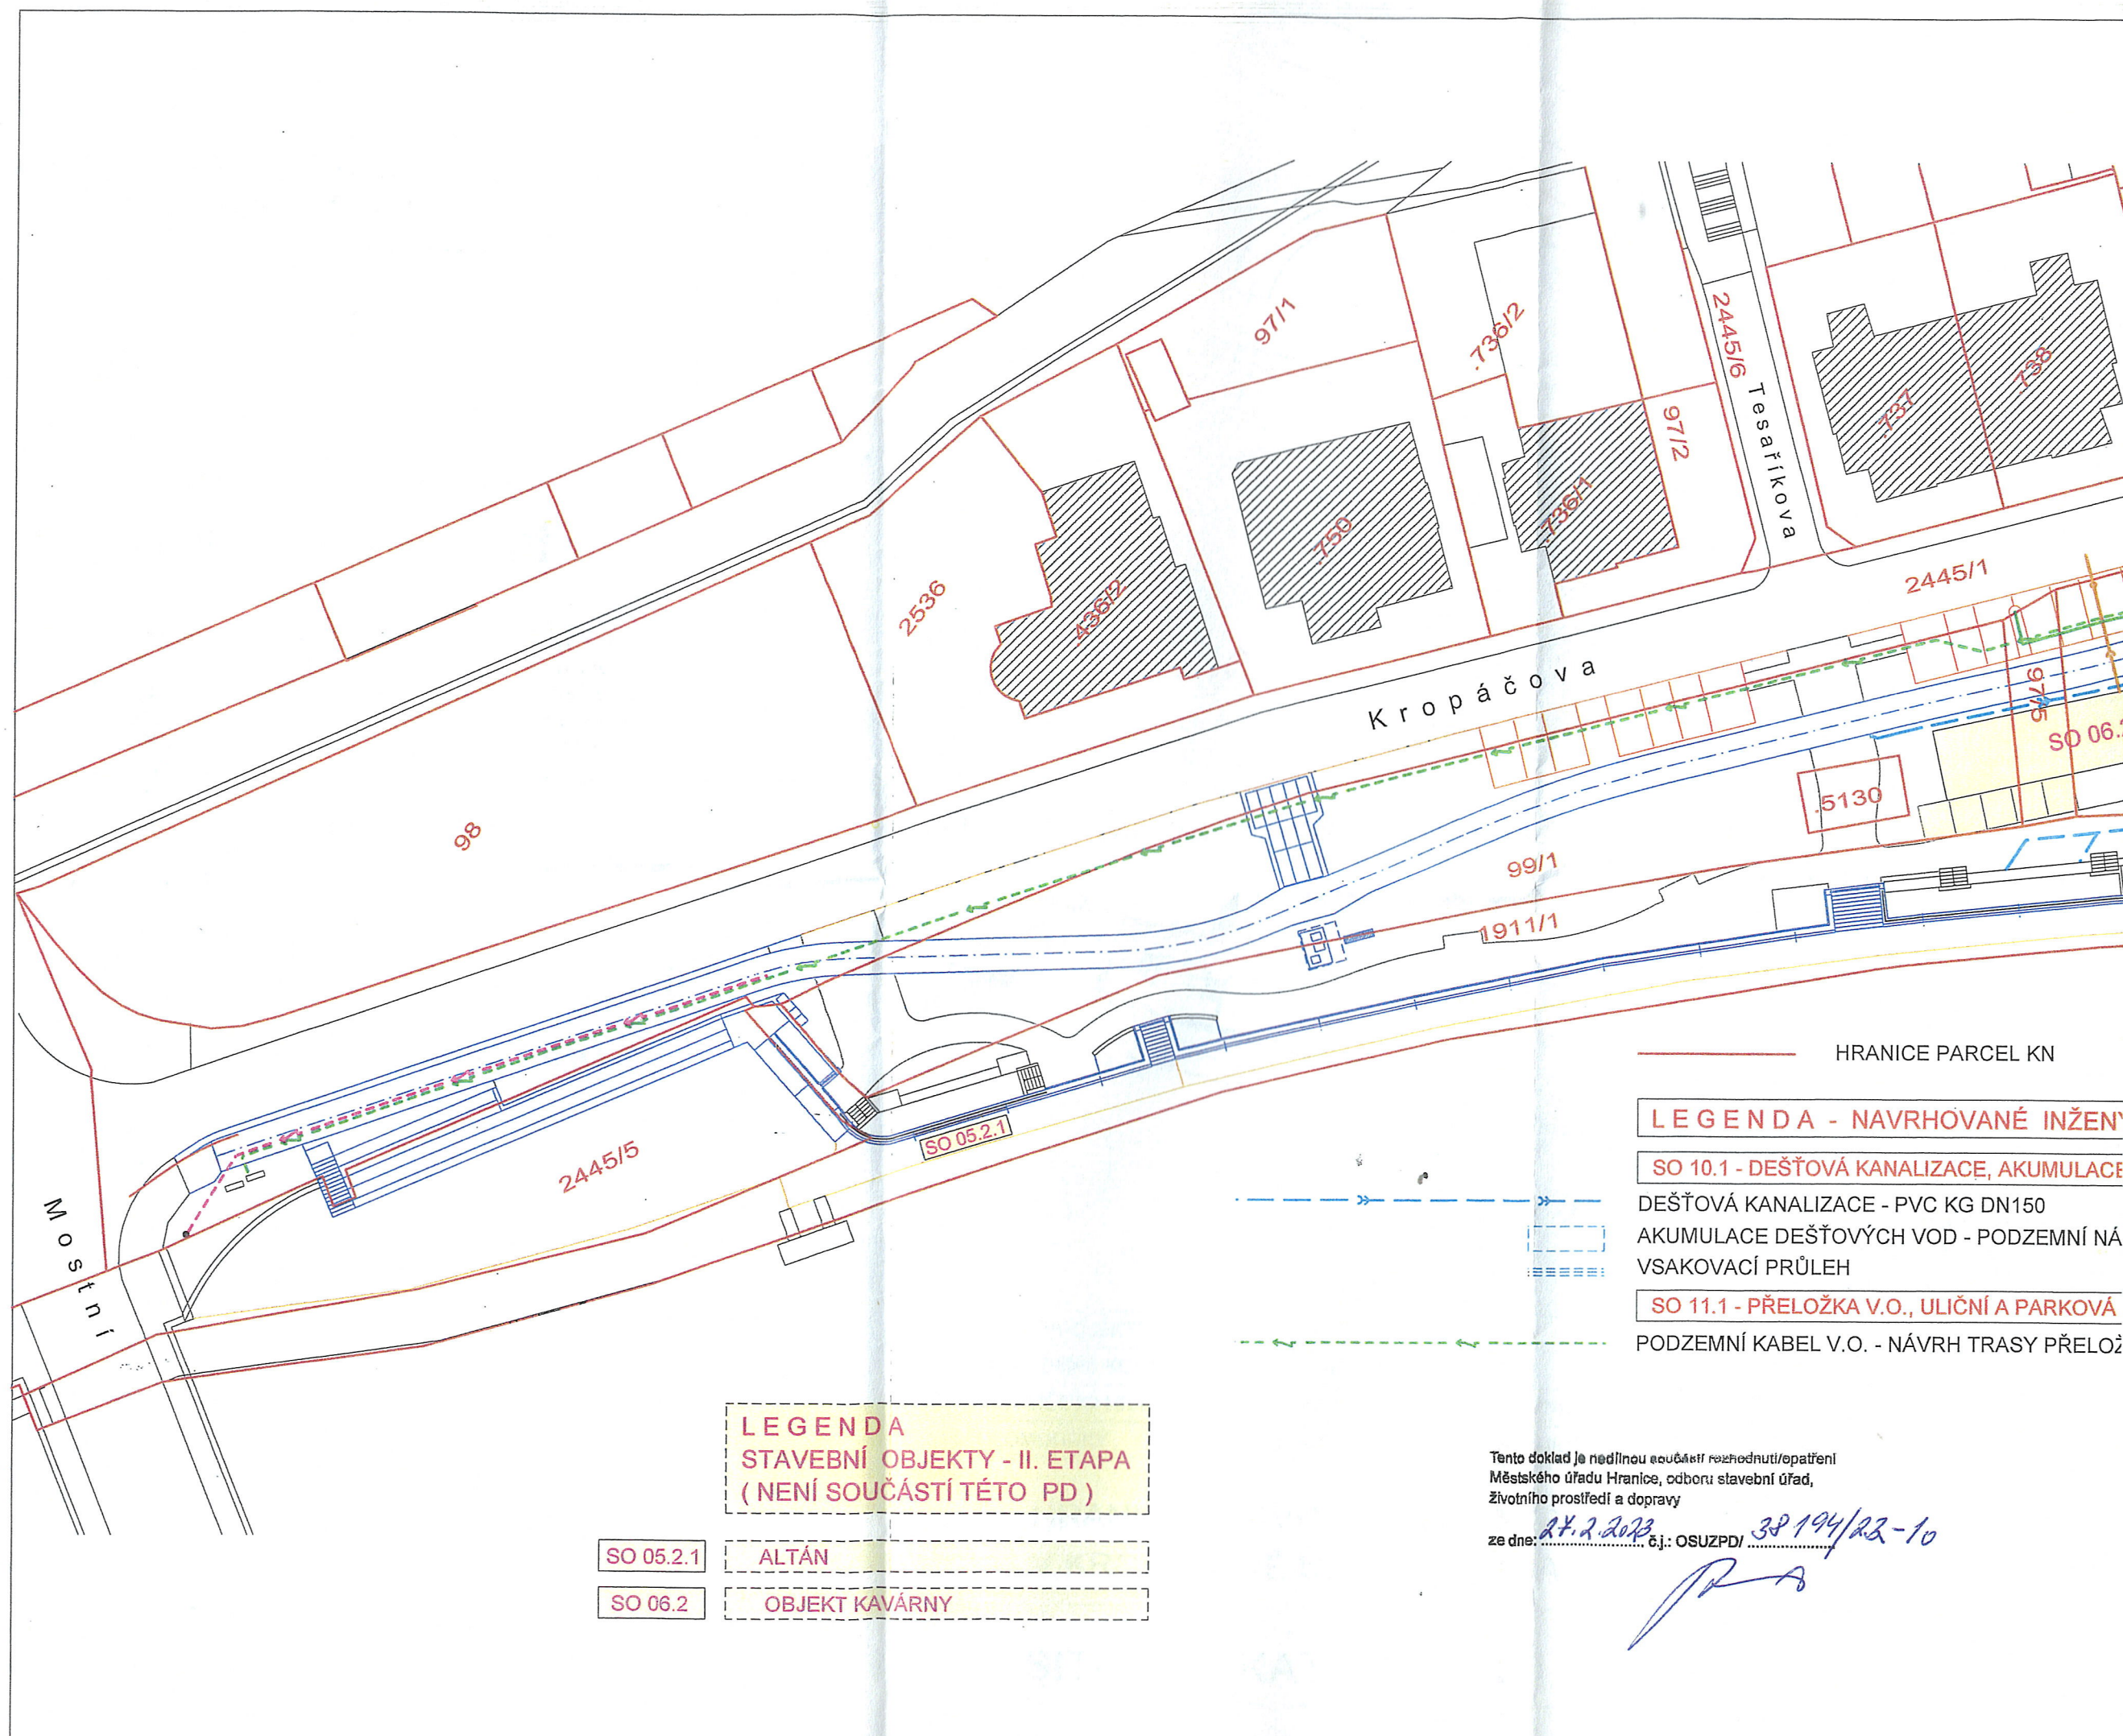 97/1
.736/2
2445/6
Tesaříkova
97/2
.737
.738
.750
.736/1
2536
436/2
2445/1
Kropáčova
97/5
SO 06.2
.5130
98
99/1
1911/1
SO 05.2.1
2445/5
Mostní
HRANICE PARCEL KN
LEGENDA - NAVRHOVANÉ
SO 10.1 - DEŠŤOVÁ KANALIZACE, AKUMULACE
DEŠŤOVÁ KANALIZACE - PVC KG DN150
AKUMULACE DEŠŤOVÝCH VOD - PODZEMNÍ
VSAKOVACÍ PRŮLEH
SO 11.1 - PŘELOŽKA V.O., ULIČNÍ A PARKOVÁ
PODZEMNÍ KABEL V.O. - NÁVRH TRASY
LEGENDA
STAVEBNÍ OBJEKTY - II. ETAPA
( NENÍ SOUČÁSTÍ TÉTO PD )
SO 05.2.1 ALTÁN
SO 06.2 OBJEKT KAVÁRNY
Tento doklad je nedílnou součástí rozhodnutí/opatření
Městského úřadu Hranice, odboru stavební úřad,
životního prostředí a dopravy
ze dne: 27.2.2023 č.j.: OSUZPD/ 38194/23-10